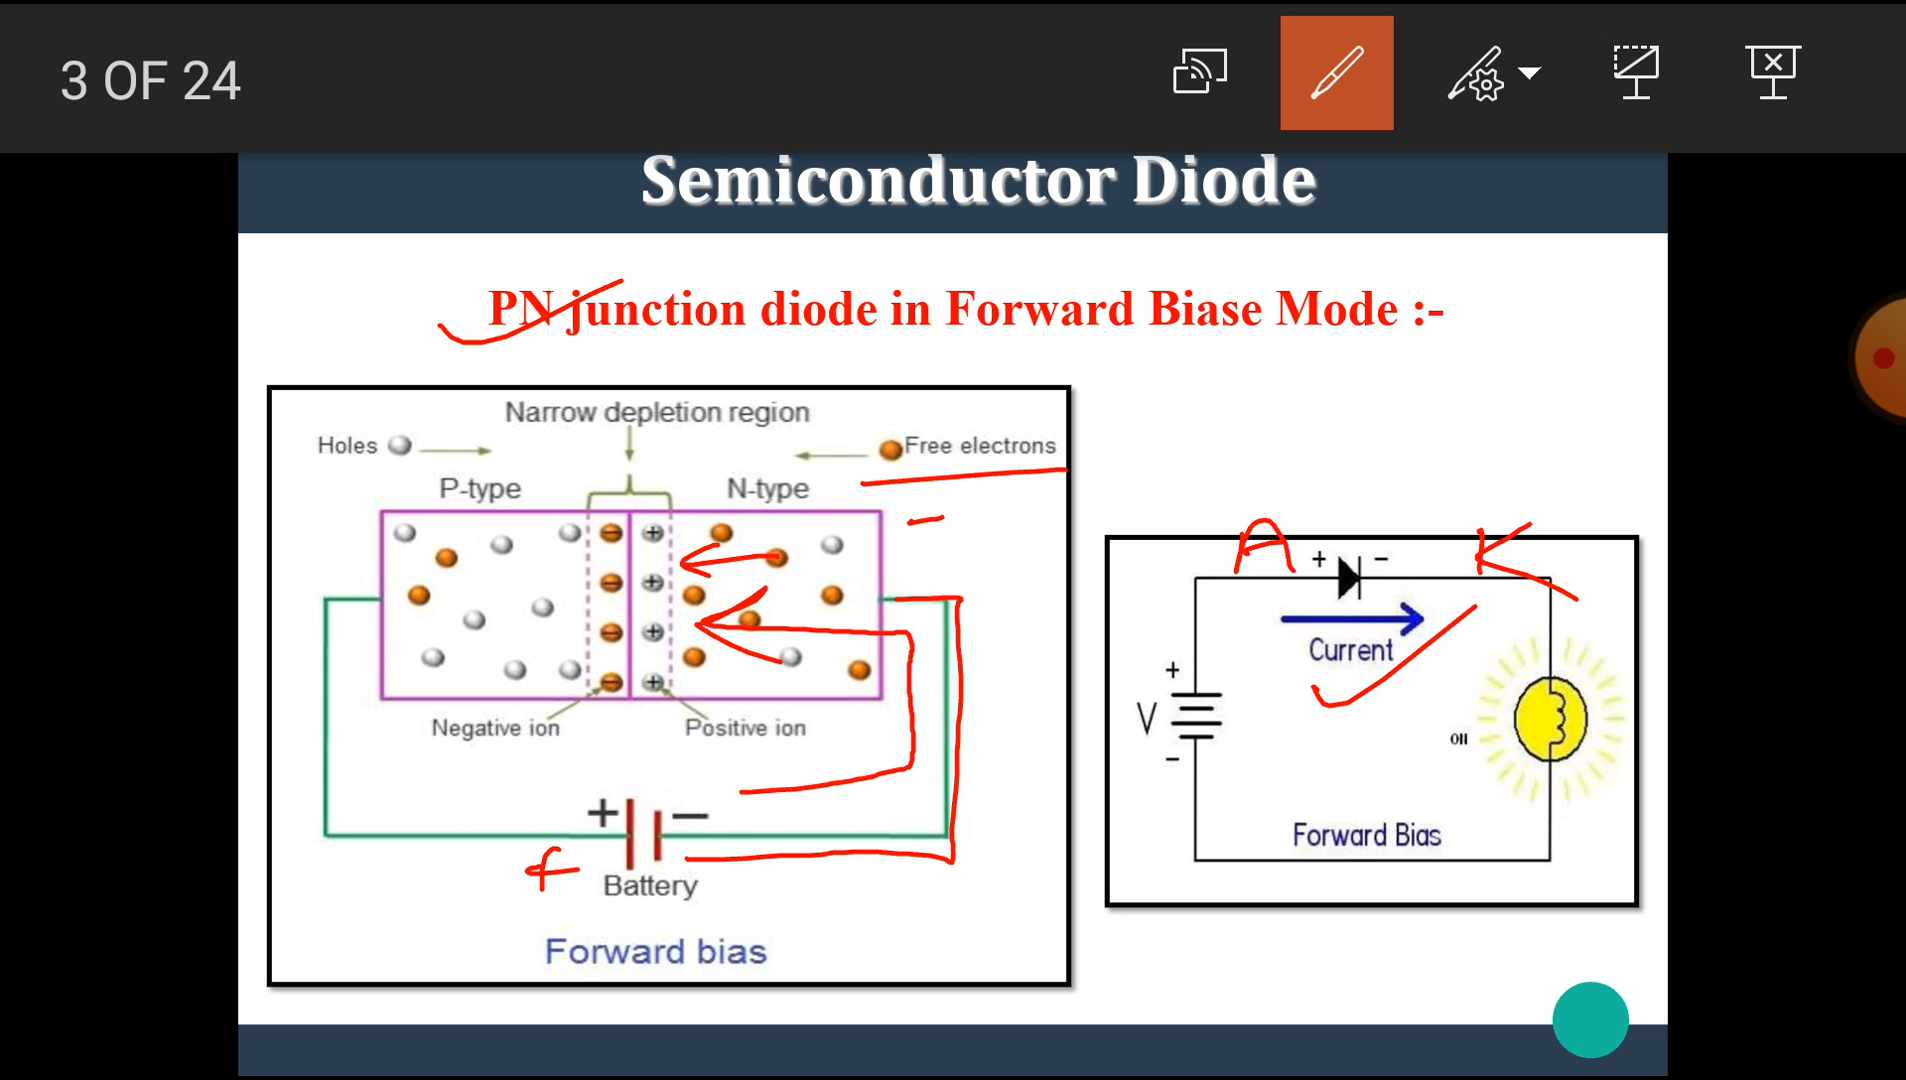 3 OF 24
Semiconductor Diode
PN junction diode in Forward Biase Mode :-
Narrow depletion region
Holes
Free electrons
P-type
N-type
Negative ion
Positive ion
+ −
+
Battery
Forward bias
A
K
+ −
Current
+
V
−
on
Forward Bias